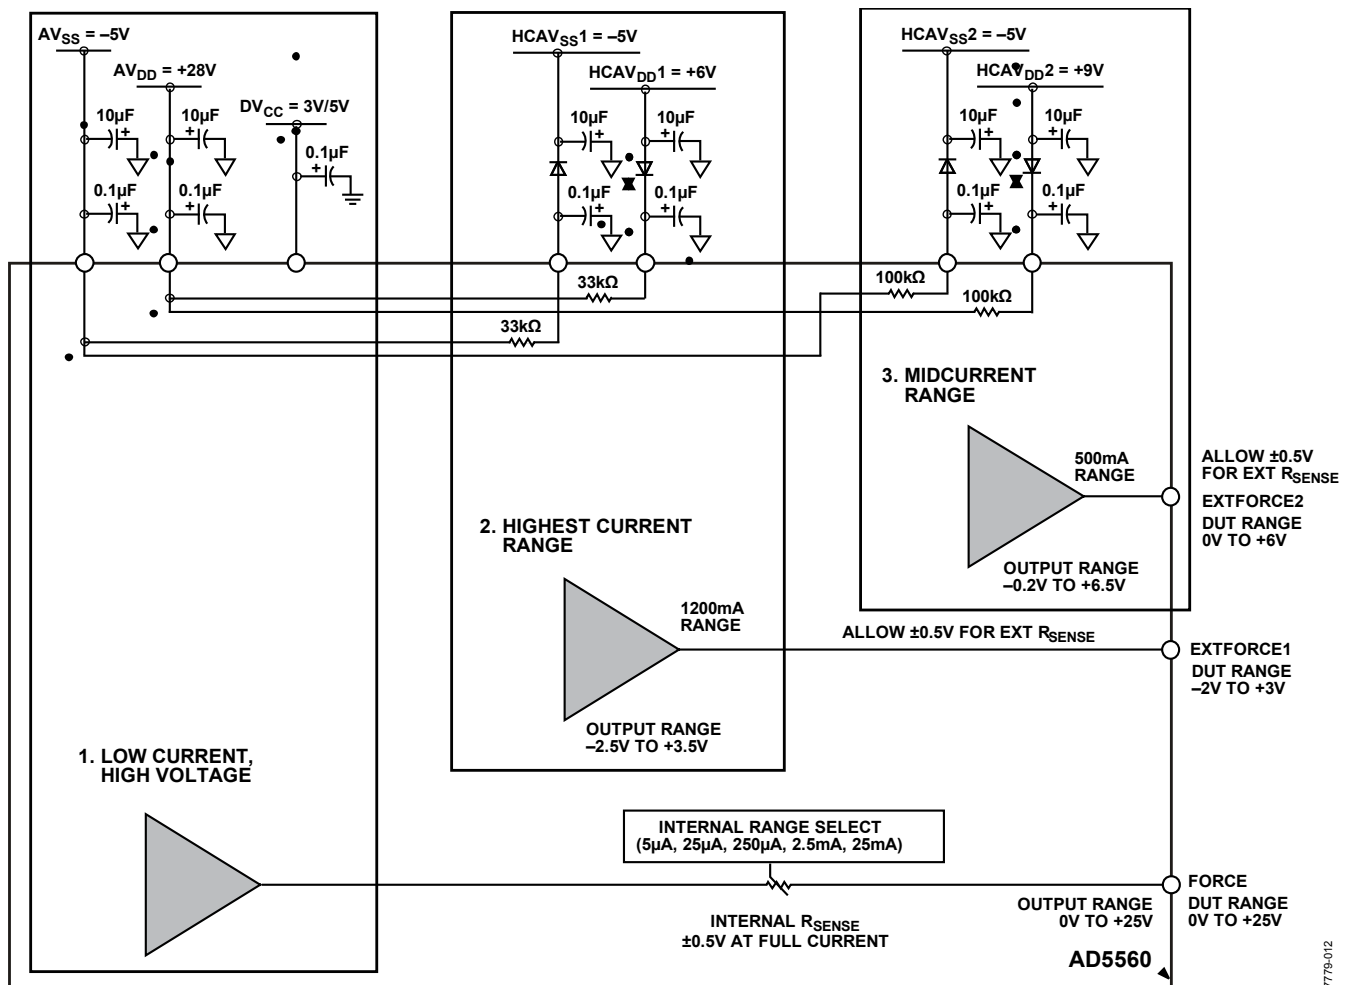 AVSS = –5V
AVDD = +28V
DVCC = 3V/5V
10µF
10µF
0.1µF
0.1µF
0.1µF
HCAVSS1 = –5V
HCAVDD1 = +6V
10µF
10µF
0.1µF
0.1µF
HCAVSS2 = –5V
HCAVDD2 = +9V
10µF
10µF
0.1µF
0.1µF
33kΩ
100kΩ
100kΩ
33kΩ
3. MIDCURRENT
RANGE
500mA
RANGE
OUTPUT RANGE
–0.2V TO +6.5V
ALLOW ±0.5V
FOR EXT RSENSE
EXTFORCE2
DUT RANGE
0V TO +6V
2. HIGHEST CURRENT
RANGE
1200mA
RANGE
OUTPUT RANGE
–2.5V TO +3.5V
ALLOW ±0.5V FOR EXT RSENSE
EXTFORCE1
DUT RANGE
–2V TO +3V
1. LOW CURRENT,
HIGH VOLTAGE
INTERNAL RANGE SELECT
(5µA, 25µA, 250µA, 2.5mA, 25mA)
INTERNAL RSENSE
±0.5V AT FULL CURRENT
OUTPUT RANGE
0V TO +25V
FORCE
DUT RANGE
0V TO +25V
AD5560
7779-012